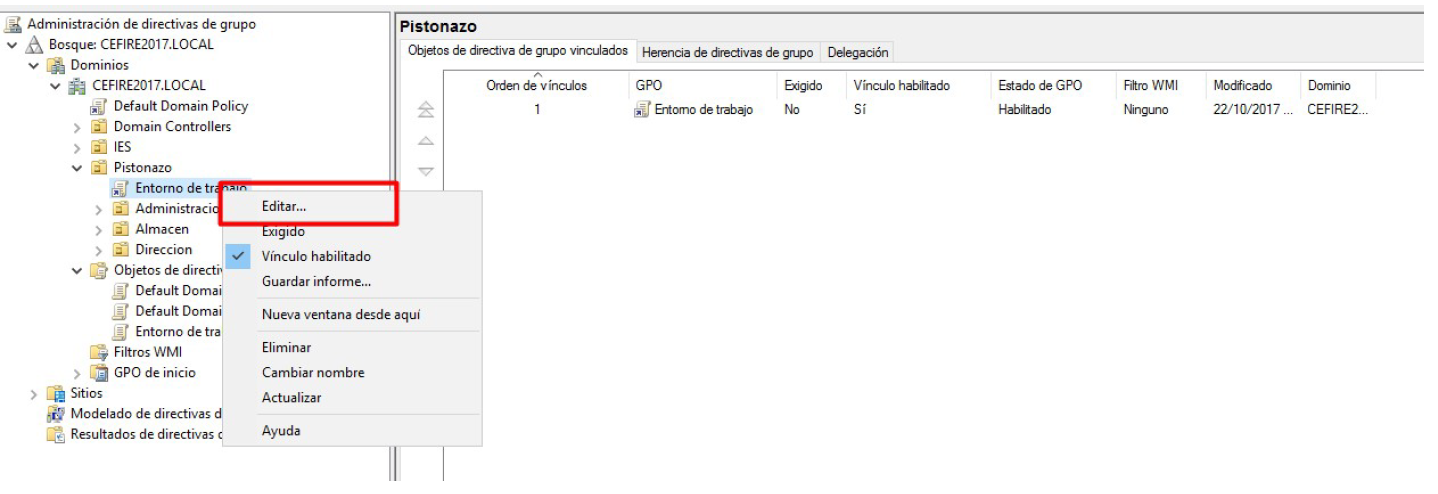 Administración de directivas de grupo
Bosque: CEFIRE2017.LOCAL
Dominios
CEFIRE2017.LOCAL
Default Domain Policy
Domain Controllers
IES
Pistonazo
Entorno de trabajo
Administracio
Almacen
Direccion
Objetos de directiv
Default Domai
Default Domai
Entorno de tra
Filtros WMI
GPO de inicio
Sitios
Modelado de directivas d
Resultados de directivas d
Editar...
Exigido
Vínculo habilitado
Guardar informe...
Nueva ventana desde aquí
Eliminar
Cambiar nombre
Actualizar
Ayuda
Pistonazo
Objetos de directiva de grupo vinculados Herencia de directivas de grupo Delegación
Orden de vínculos GPO Exigido Vínculo habilitado Estado de GPO Filtro WMI Modificado Dominio
1 Entorno de trabajo No Sí Habilitado Ninguno 22/10/2017 ... CEFIRE2...